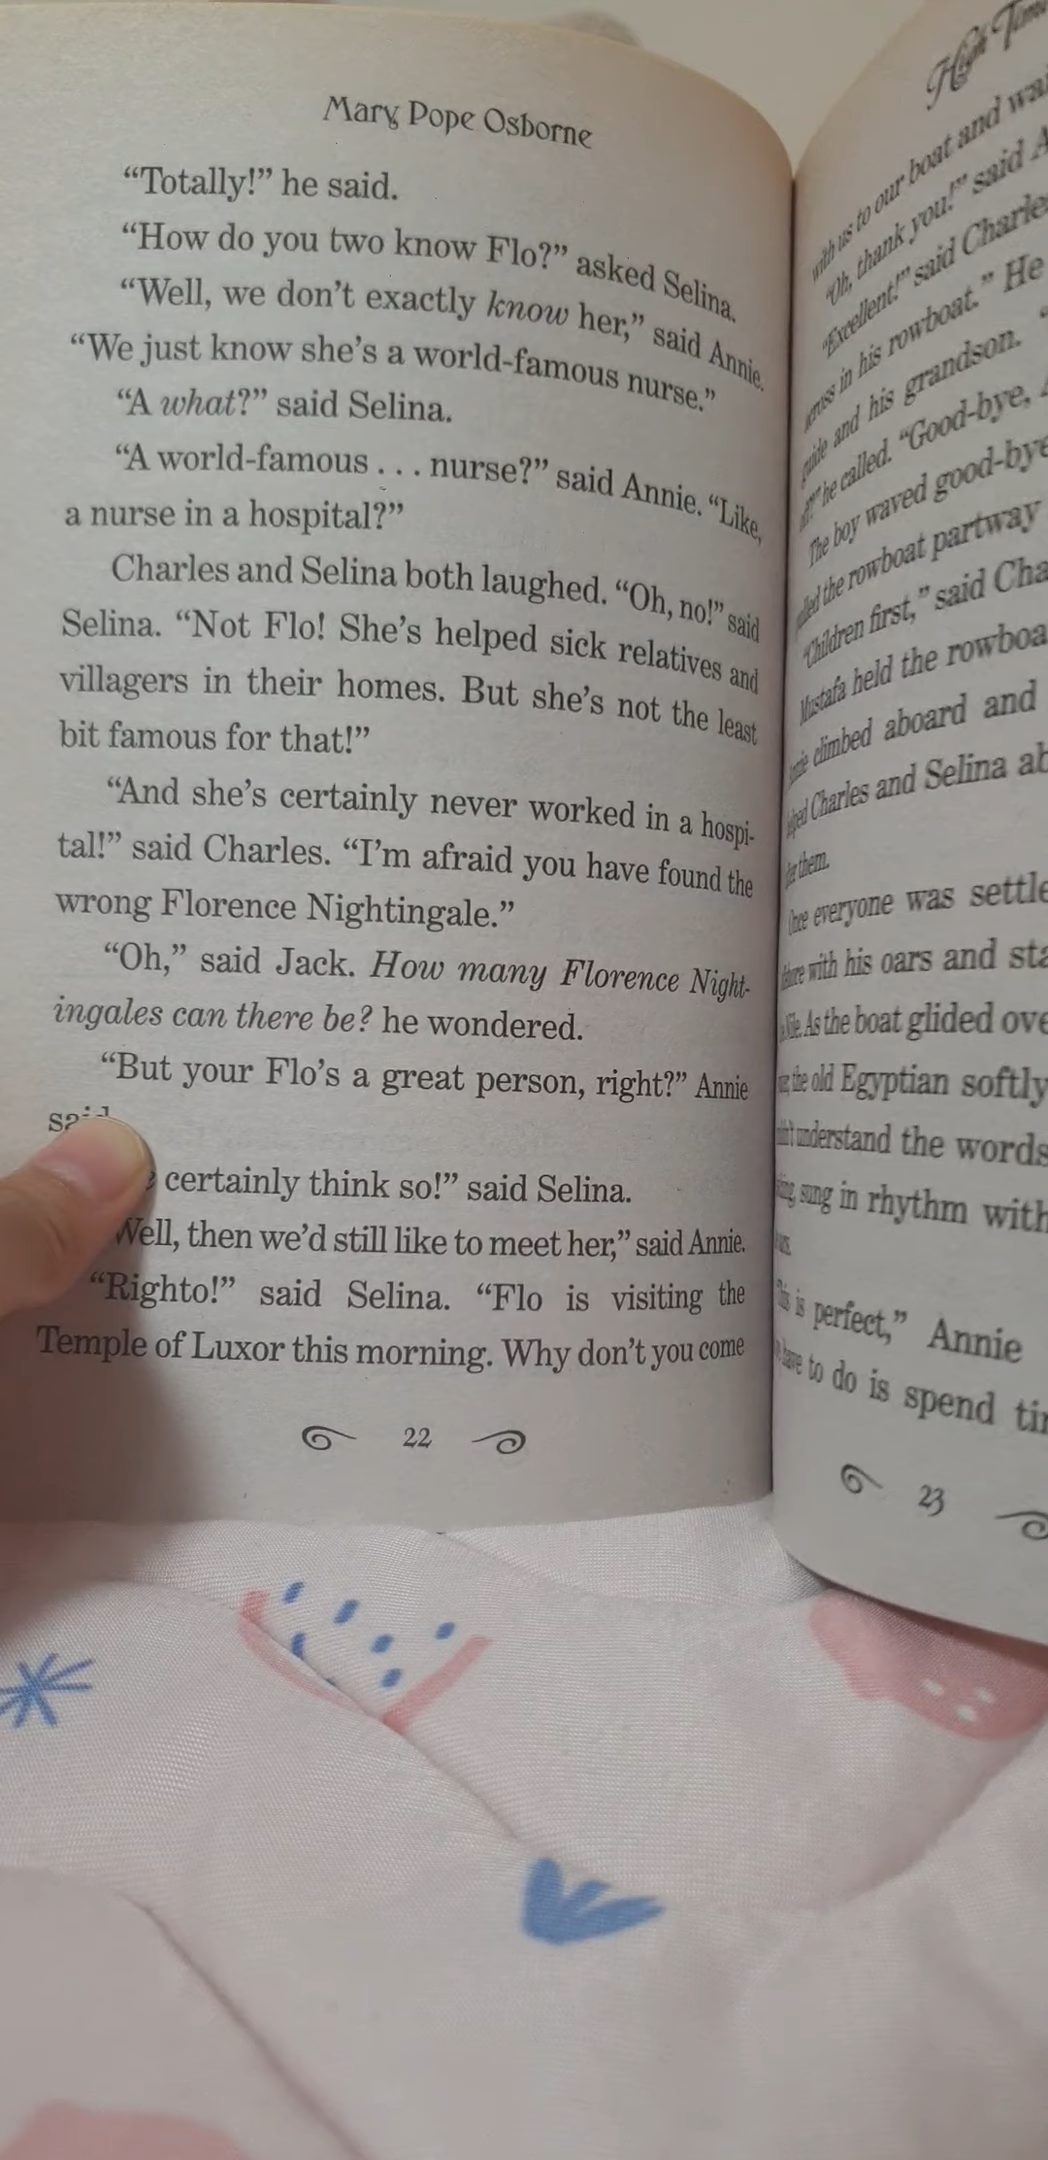 Mary Pope Osborne
“Totally!” he said.
“How do you two know Flo?” asked Selina.
“Well, we don’t exactly know her,” said Annie.
“We just know she’s a world-famous nurse.”
“A what?” said Selina.
“A world-famous . . . nurse?” said Annie. “Like,
a nurse in a hospital?”
Charles and Selina both laughed. “Oh, no!” said
Selina. “Not Flo! She’s helped sick relatives and
villagers in their homes. But she’s not the least
bit famous for that!”
“And she’s certainly never worked in a hospi-
tal!” said Charles. “I’m afraid you have found the
wrong Florence Nightingale.”
“Oh,” said Jack. How many Florence Night-
ingales can there be? he wondered.
“But your Flo’s a great person, right?” Annie
said
certainly think so!” said Selina.
Well, then we’d still like to meet her,” said Annie.
“Righto!” said Selina. “Flo is visiting the
Temple of Luxor this morning. Why don’t you come
22
High
with us to our boat and
“Oh, thank you!” said
“Excellent!” said
in his rowboat.” He
and his grandson.
he called. “Good-bye,
The boy waved good-bye
the rowboat partway
“Children first,” said
Mustafa held the
climbed aboard and
Charles and Selina
them.
Once everyone was
with his oars and
As the boat glided
the old Egyptian softly
understand the words
sung in rhythm with
is perfect,” Annie
have to do is spend
23